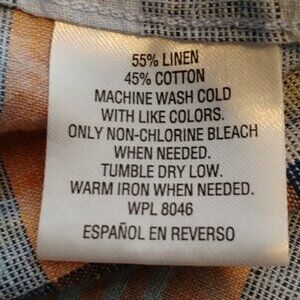 55% LINEN
45% COTTON
MACHINE WASH COLD
WITH LIKE COLORS.
ONLY NON-CHLORINE BLEACH
WHEN NEEDED.
TUMBLE DRY LOW.
WARM IRON WHEN NEEDED.
WPL 8046
ESPAÑOL EN REVERSO